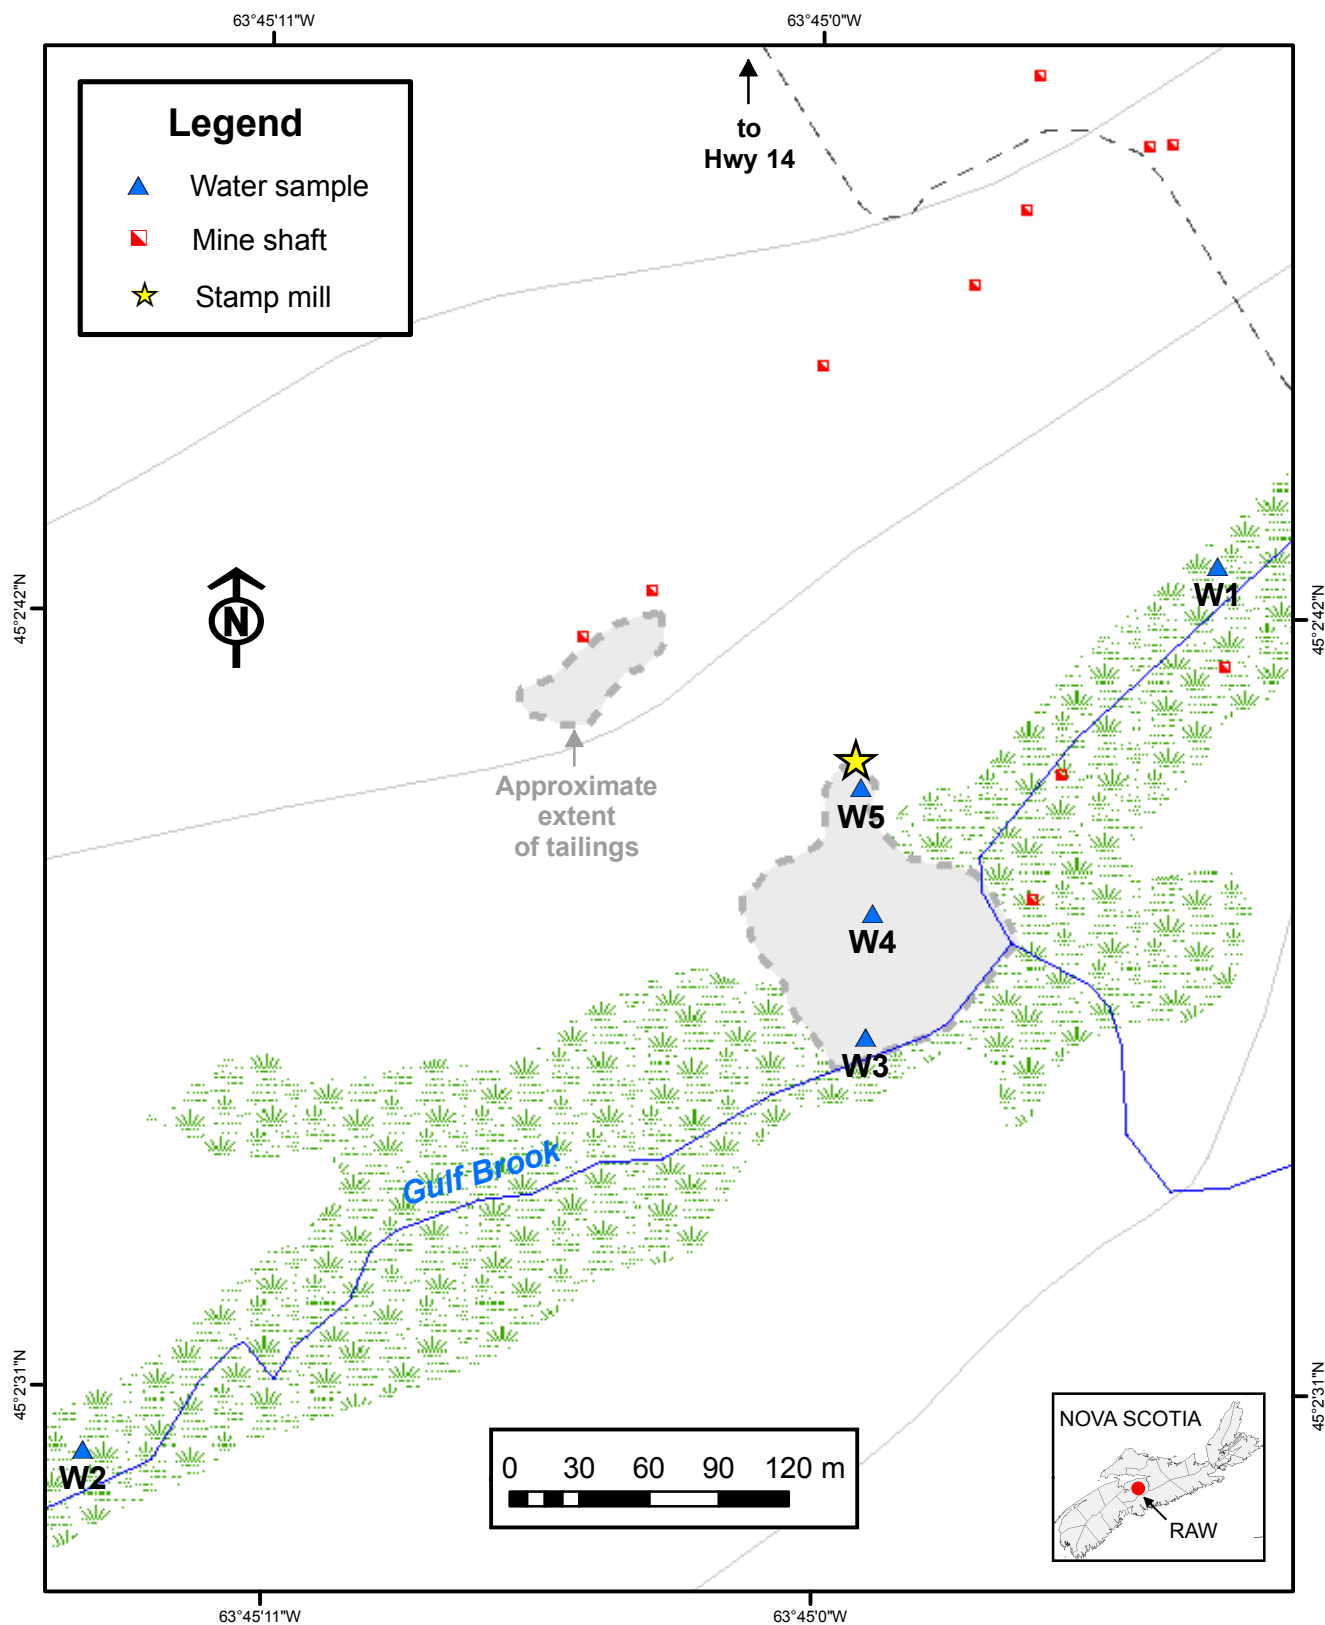 63°45'11"W
63°45'0"W
Legend
Water sample
Mine shaft
Stamp mill
to
Hwy 14
45°2'42"N
45°2'42"N
N
W1
Approximate
extent
of tailings
W5
W4
W3
Gulf Brook
45°2'31"N
45°2'31"N
W2
0 30 60 90 120 m
NOVA SCOTIA
RAW
63°45'11"W
63°45'0"W